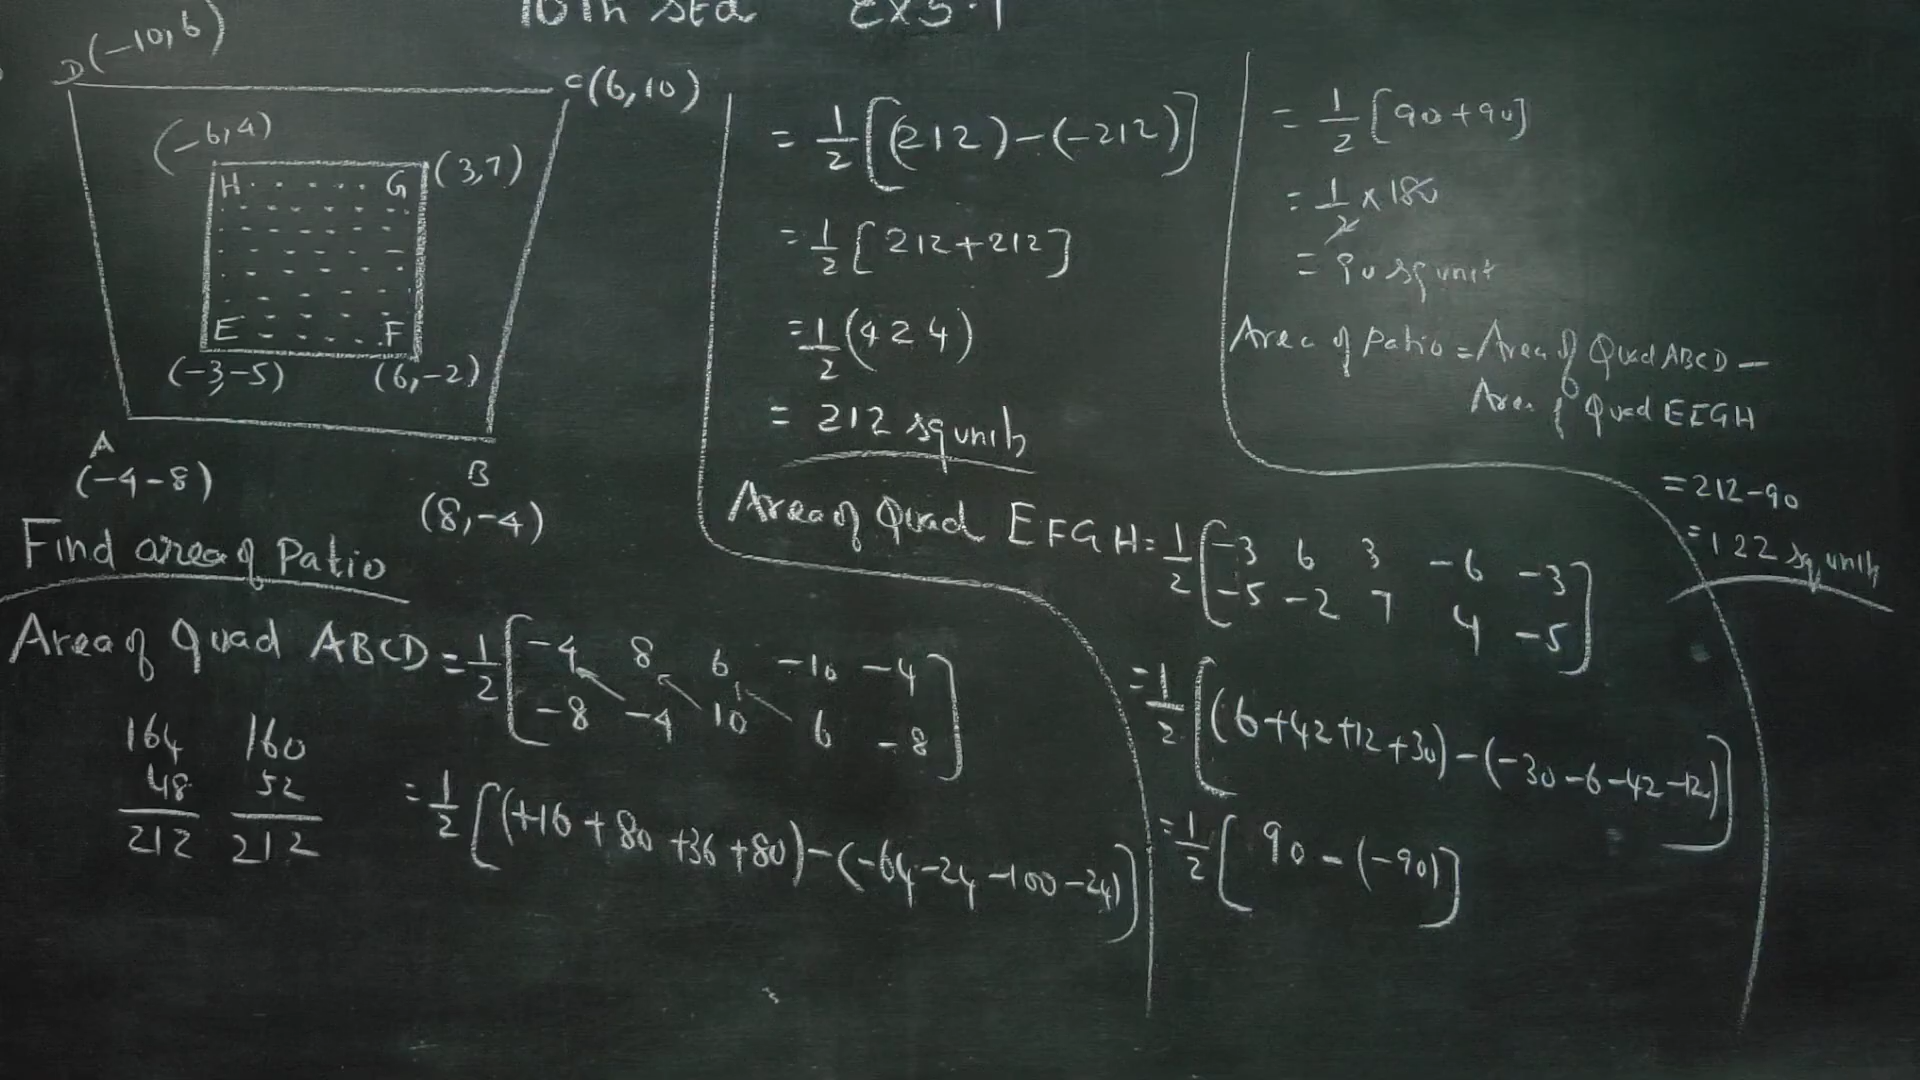 10th std Ex 5.1
D (-10,6)
C (6,10)
(-6,4)
(3,7)
H G
E F
(-3,-5) (6,-2)
A
(-4-8)
B
(8,-4)
Find area of Patio
Area of Quad ABCD = 1/2 [ -4 8 6 -10 -4
-8 -4 10 6 -8 ]
164 160
48 52
212 212
= 1/2 [(+16 + 80 +36 +80) - (-64 -24 -100 -24)]
= 1/2 [(212) - (-212)]
= 1/2 [212+212]
= 1/2 (424)
= 212 sq units
Area of Quad EFGH = 1/2 [ -3 6 3 -6 -3
-5 -2 7 4 -5 ]
= 1/2 [(6+42+12+30) - (-30-6-42-12)]
= 1/2 [ 90 - (-90)]
= 1/2 [90+90]
= 1/2 × 180
= 90 sq unit
Area of Patio = Area of Quad ABCD -
Area of Quad EFGH
= 212-90
= 122 sq units